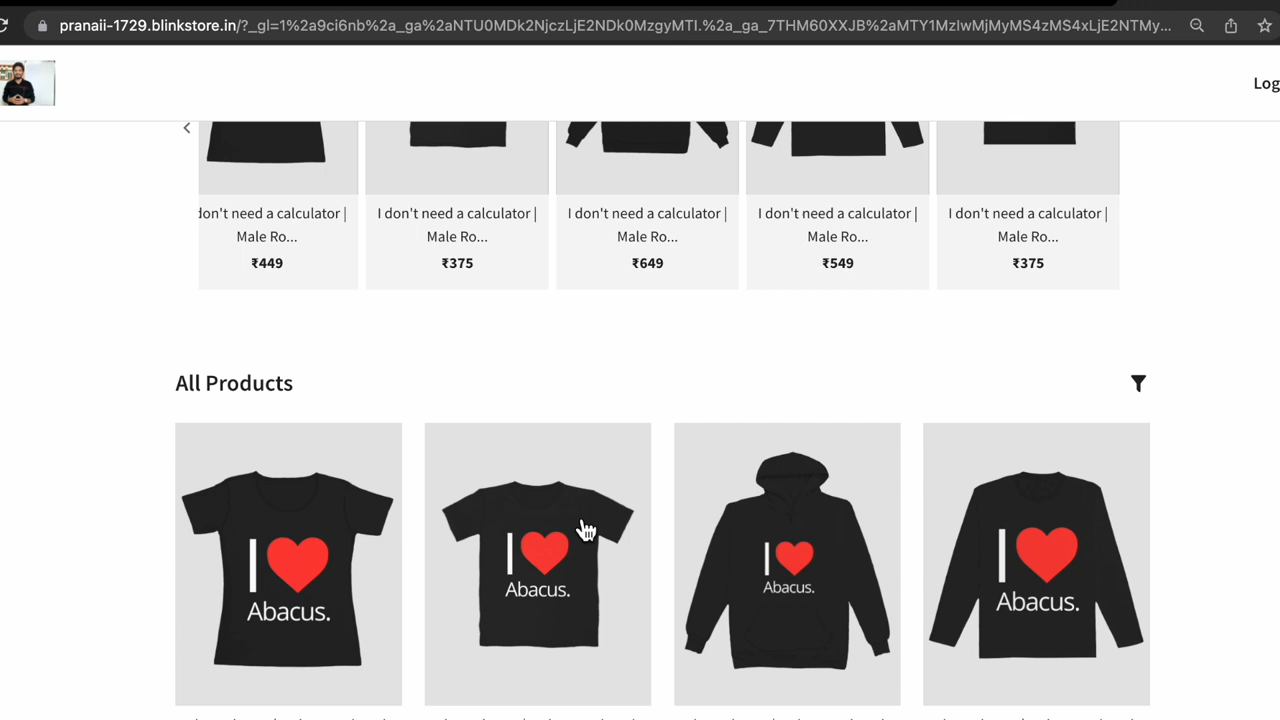 pranaii-1729.blinkstore.in/?_gl=1%2a9ci6nb%2a_ga%2aNTU0MDk2NjczLjE2NDk0MzgyMTI.%2a_ga_7THM60XXJB%2aMTY1MzIwMjMyMS4zMS4xLjE2NTMy...
Log
don't need a calculator |
Male Ro...
₹449
I don't need a calculator |
Male Ro...
₹375
I don't need a calculator |
Male Ro...
₹649
I don't need a calculator |
Male Ro...
₹549
I don't need a calculator |
Male Ro...
₹375
All Products
I
Abacus.
I
Abacus.
I
Abacus.
I
Abacus.